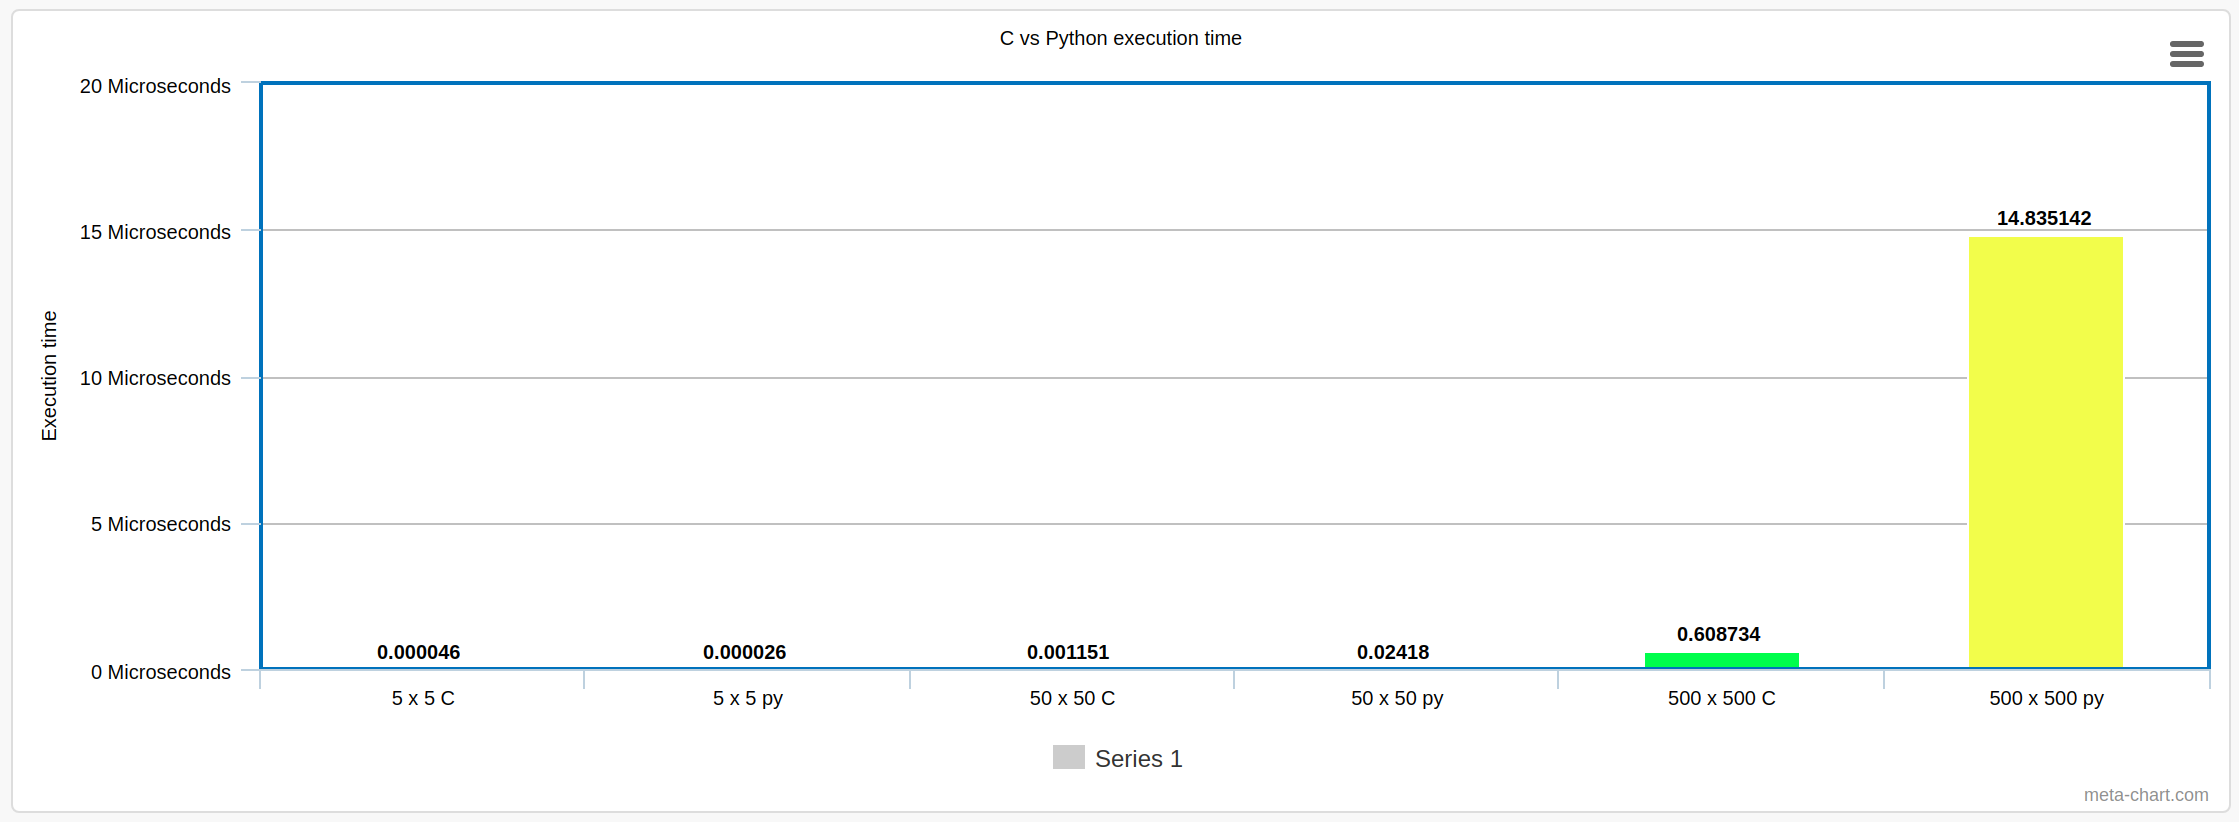 C vs Python execution time
20 Microseconds
15 Microseconds
10 Microseconds
5 Microseconds
0 Microseconds
Execution time
0.000046
0.000026
0.001151
0.02418
0.608734
14.835142
5 x 5 C
5 x 5 py
50 x 50 C
50 x 50 py
500 x 500 C
500 x 500 py
Series 1
meta-chart.com